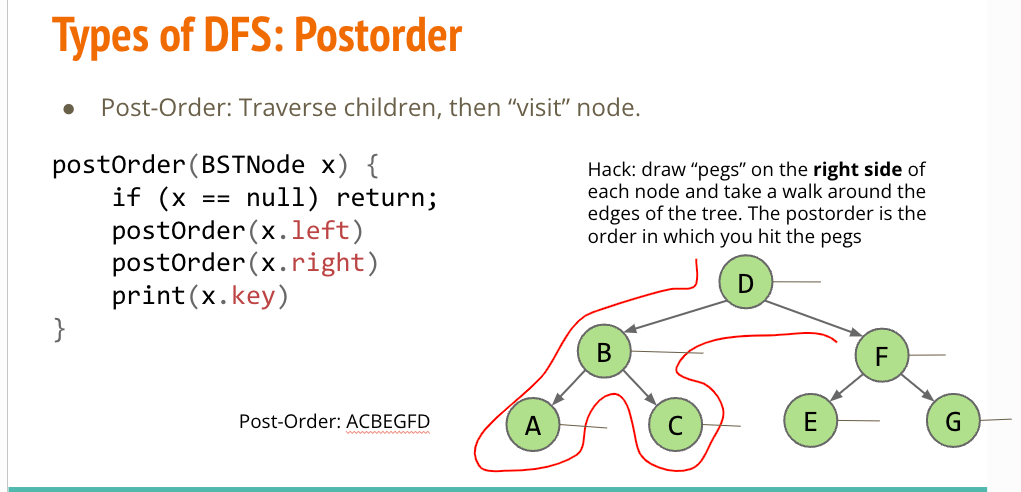 Types of DFS: Postorder
● Post-Order: Traverse children, then “visit” node.
postOrder(BSTNode x) {
    if (x == null) return;
    postOrder(x.left)
    postOrder(x.right)
    print(x.key)
}
Hack: draw “pegs” on the right side of
each node and take a walk around the
edges of the tree. The postorder is the
order in which you hit the pegs
D
B
F
A
C
E
G
Post-Order: ACBEGFD